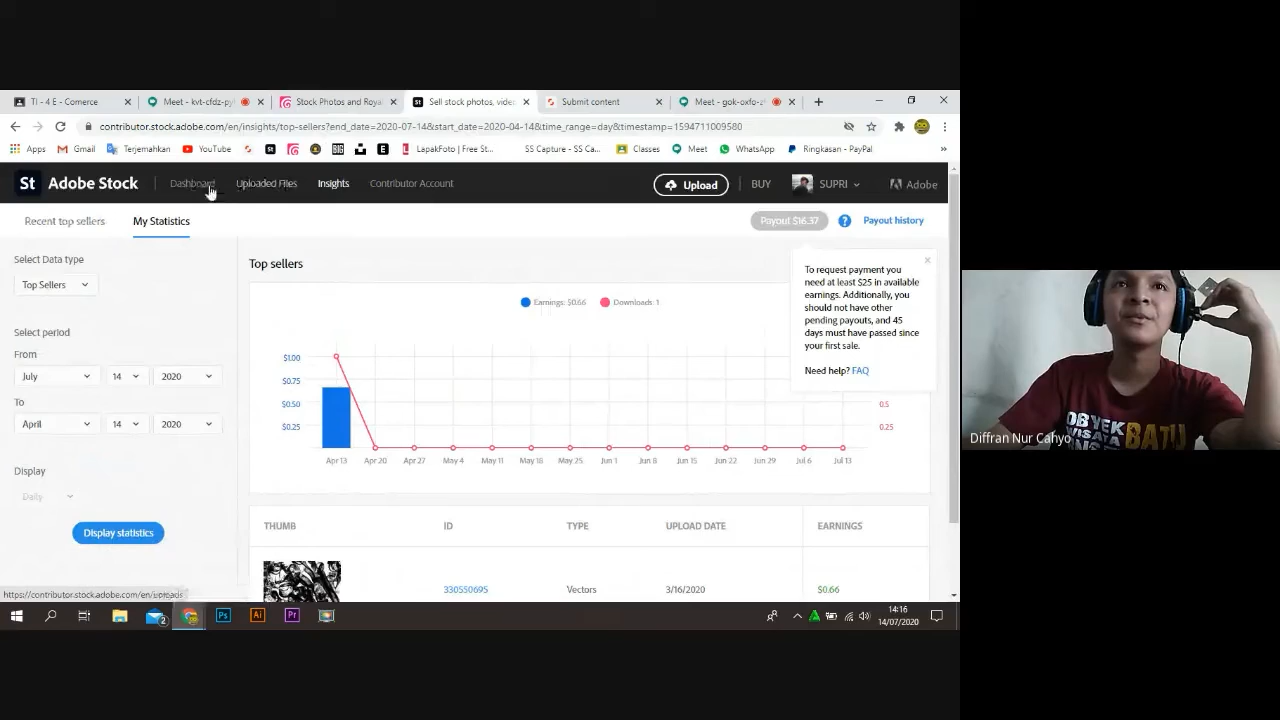 TI - 4 E - Comerce
Meet - kvt-cfdz-py
Stock Photos and Roya
Sell stock photos, video
Submit content
Meet - gok-oxfo-z
contributor.stock.adobe.com/en/insights/top-sellers?end_date=2020-07-14&start_date=2020-04-14&time_range=day&timestamp=1594711009580
Apps Gmail Terjemahkan YouTube St BIG E LapakFoto | Free St... SS Capture - SS Ca... Classes Meet WhatsApp Ringkasan - PayPal »
St Adobe Stock Dashboard Uploaded Files Insights Contributor Account Upload BUY SUPRI Adobe
Recent top sellers My Statistics Payout $16.37 ? Payout history
Select Data type
Top Sellers
Select period
From
July 14 2020
To
April 14 2020
Display
Daily
Display statistics
Top sellers
Earnings: $0.66 Downloads: 1
$1.00
$0.75
$0.50
$0.25
0.5
0.25
Apr 13 Apr 20 Apr 27 May 4 May 11 May 18 May 25 Jun 1 Jun 8 Jun 15 Jun 22 Jun 29 Jul 6 Jul 13
To request payment you
need at least $25 in available
earnings. Additionally, you
should not have other
pending payouts, and 45
days must have passed since
your first sale.
Need help? FAQ
THUMB ID TYPE UPLOAD DATE EARNINGS
330550695 Vectors 3/16/2020 $0.66
https://contributor.stock.adobe.com/en/uploads
2 Ps Ai Pr
14:16
14/07/2020
OBYEK
WISATA
BATU
Diffran Nur Cahyo